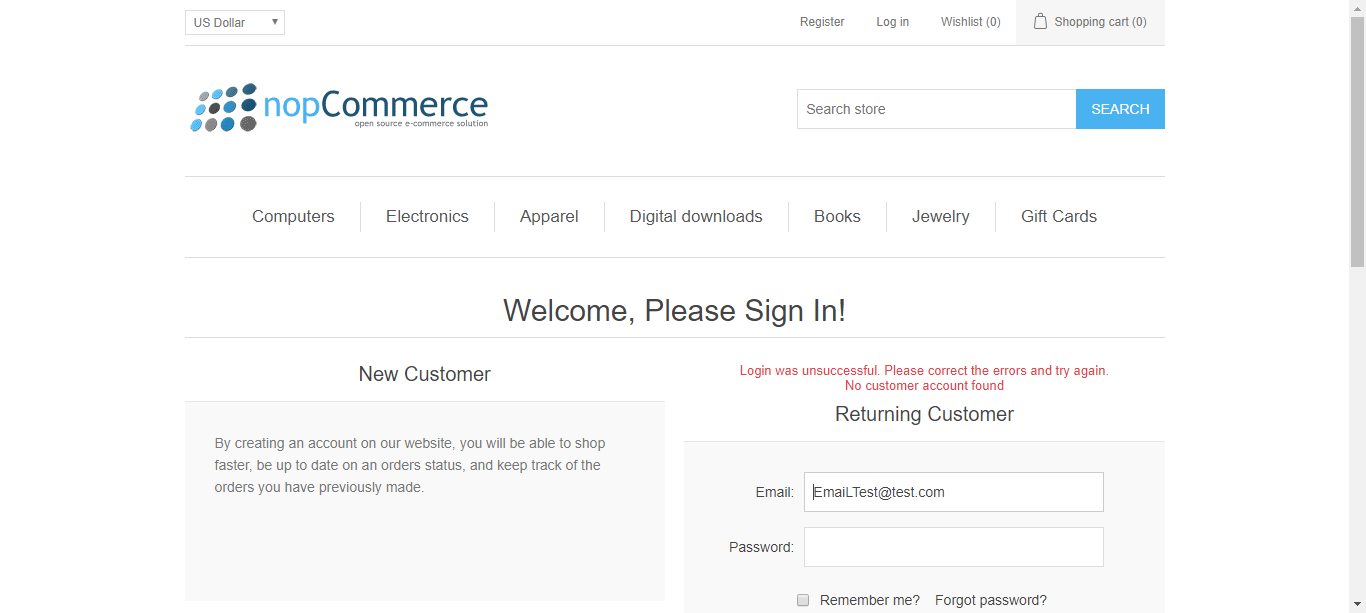 US Dollar
Register
Log in
Wishlist (0)
Shopping cart (0)
nopCommerce
open source e-commerce solution
Search store
SEARCH
Computers
Electronics
Apparel
Digital downloads
Books
Jewelry
Gift Cards
Welcome, Please Sign In!
New Customer
By creating an account on our website, you will be able to shop
faster, be up to date on an orders status, and keep track of the
orders you have previously made.
Login was unsuccessful. Please correct the errors and try again.
No customer account found
Returning Customer
Email:
EmaiLTest@test.com
Password:
Remember me?
Forgot password?